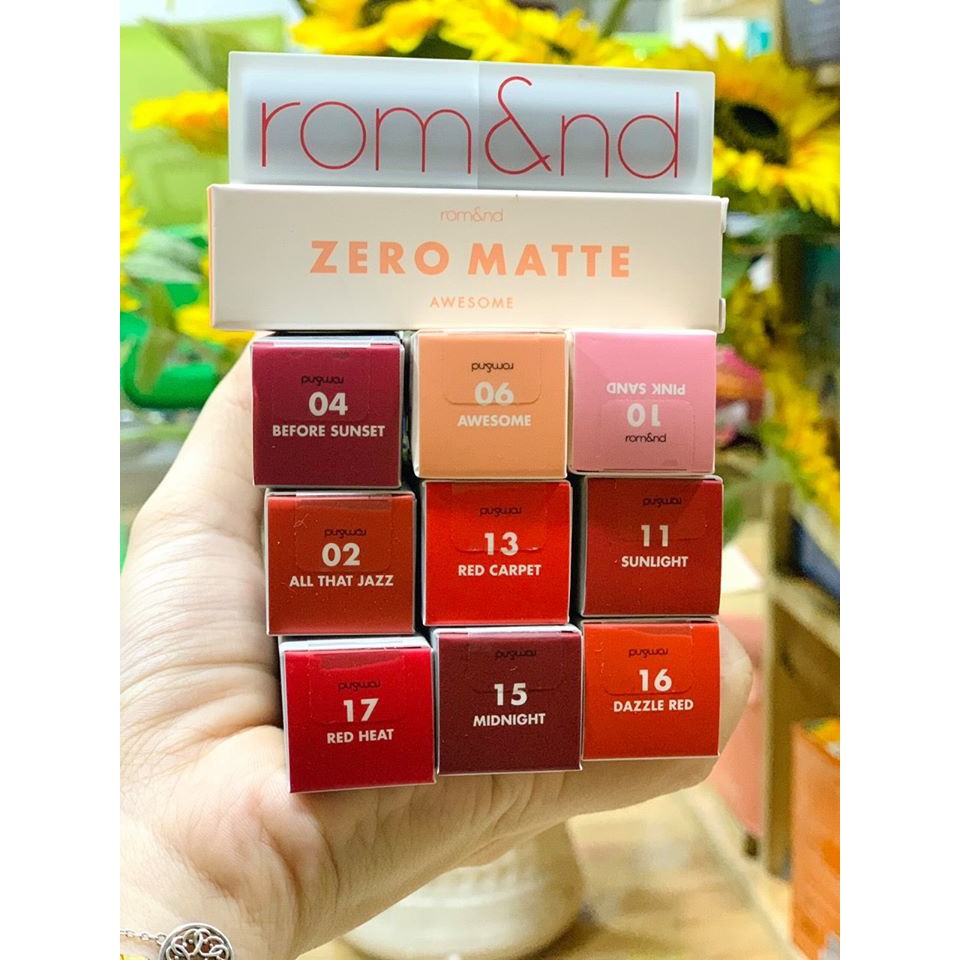 rom&nd
rom&nd
ZERO MATTE
AWESOME
rom&nd
04
BEFORE SUNSET
rom&nd
06
AWESOME
PINK SAND
10
rom&nd
rom&nd
02
ALL THAT JAZZ
rom&nd
13
RED CARPET
rom&nd
11
SUNLIGHT
rom&nd
17
RED HEAT
rom&nd
15
MIDNIGHT
rom&nd
16
DAZZLE RED